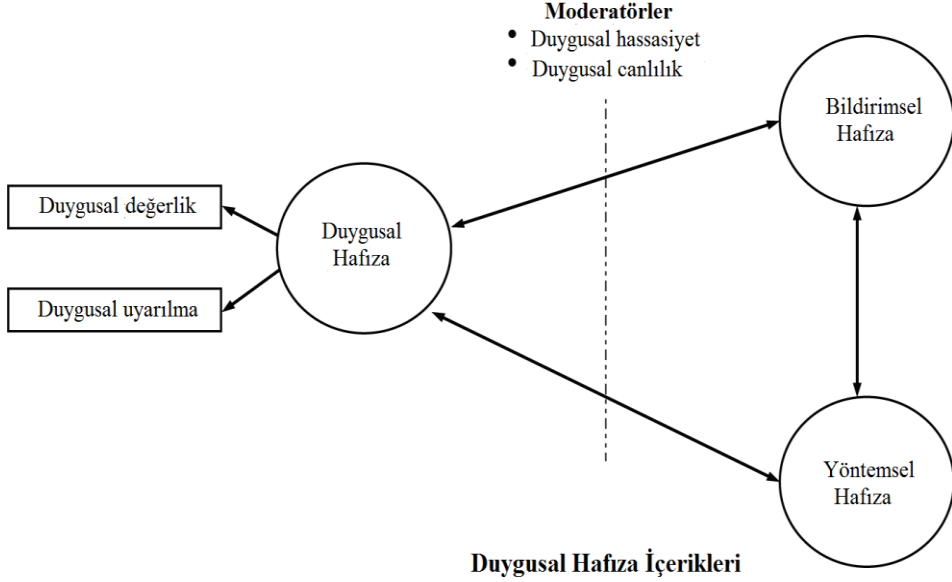 Moderatörler
• Duygusal hassasiyet
• Duygusal canlılık
Bildirimsel
Hafıza
Duygusal değerlik
Duygusal
Hafıza
Duygusal uyarılma
Yöntemsel
Hafıza
Duygusal Hafıza İçerikleri